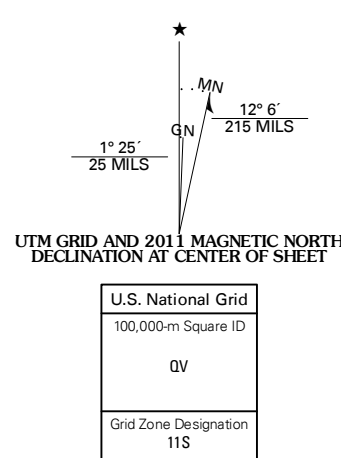 ★
MN
GN
12° 6´
215 MILS
1° 25´
25 MILS
UTM GRID AND 2011 MAGNETIC NORTH
DECLINATION AT CENTER OF SHEET
U.S. National Grid
100,000-m Square ID
QV
Grid Zone Designation
11S